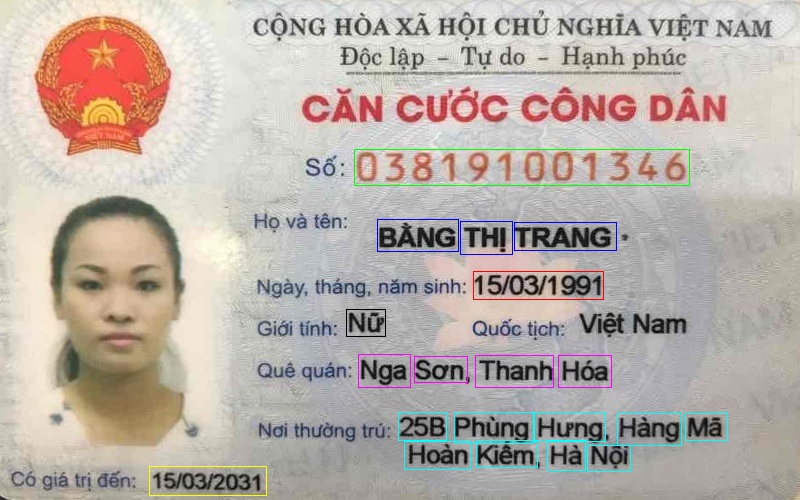 CỘNG HÒA XÃ HỘI CHỦ NGHĨA VIỆT NAM
Độc lập - Tự do - Hạnh phúc
CĂN CƯỚC CÔNG DÂN
VIỆT NAM
Số: 038191001346
Họ và tên: BẰNG THỊ TRANG
Ngày, tháng, năm sinh: 15/03/1991
Giới tính: Nữ Quốc tịch: Việt Nam
Quê quán: Nga Sơn, Thanh Hóa
Nơi thường trú: 25B Phùng Hưng, Hàng Mã
Hoàn Kiếm, Hà Nội
Có giá trị đến: 15/03/2031